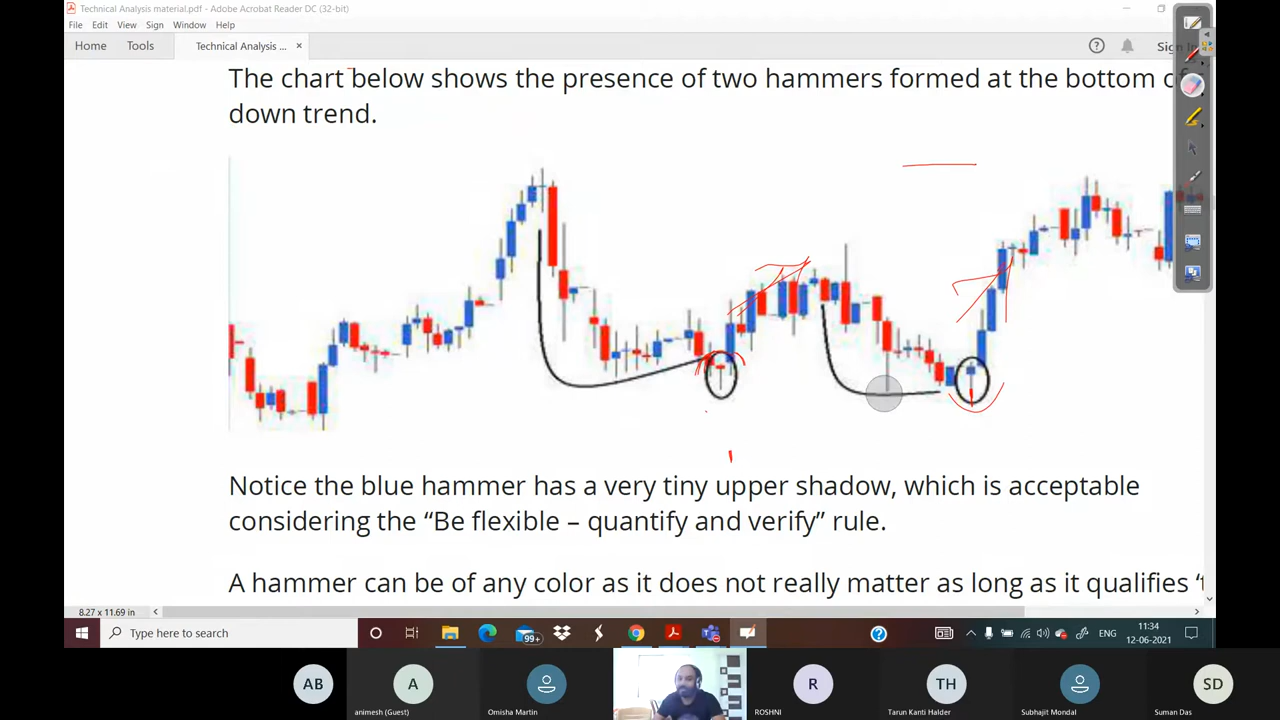 Technical Analysis material.pdf - Adobe Acrobat Reader DC (32-bit)
File Edit View Sign Window Help
Home Tools Technical Analysis ... × Sign
The chart below shows the presence of two hammers formed at the bottom of
down trend.
Notice the blue hammer has a very tiny upper shadow, which is acceptable
considering the “Be flexible – quantify and verify” rule.
A hammer can be of any color as it does not really matter as long as it qualifies
8.27 x 11.69 in
Type here to search
99+
ENG
11:34
12-06-2021
AB
A
R
TH
SD
animesh (Guest)
Omisha Martin
ROSHNI
Tarun Kanti Halder
Subhajit Mondal
Suman Das